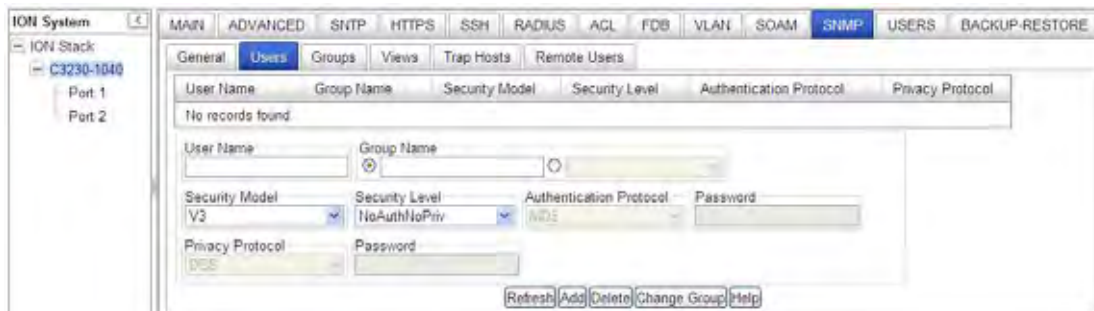 ION System
ION Stack
C3230-1040
Port 1
Port 2
MAIN ADVANCED SNTP HTTPS SSH RADIUS ACL FDB VLAN SOAM SNMP USERS BACKUP-RESTORE
General Users Groups Views Trap Hosts Remote Users
User Name Group Name Security Model Security Level Authentication Protocol Privacy Protocol
No records found
User Name Group Name
Security Model Security Level Authentication Protocol Password
V3 NoAuthNoPriv MD5
Privacy Protocol Password
DES
Refresh Add Delete Change Group Help